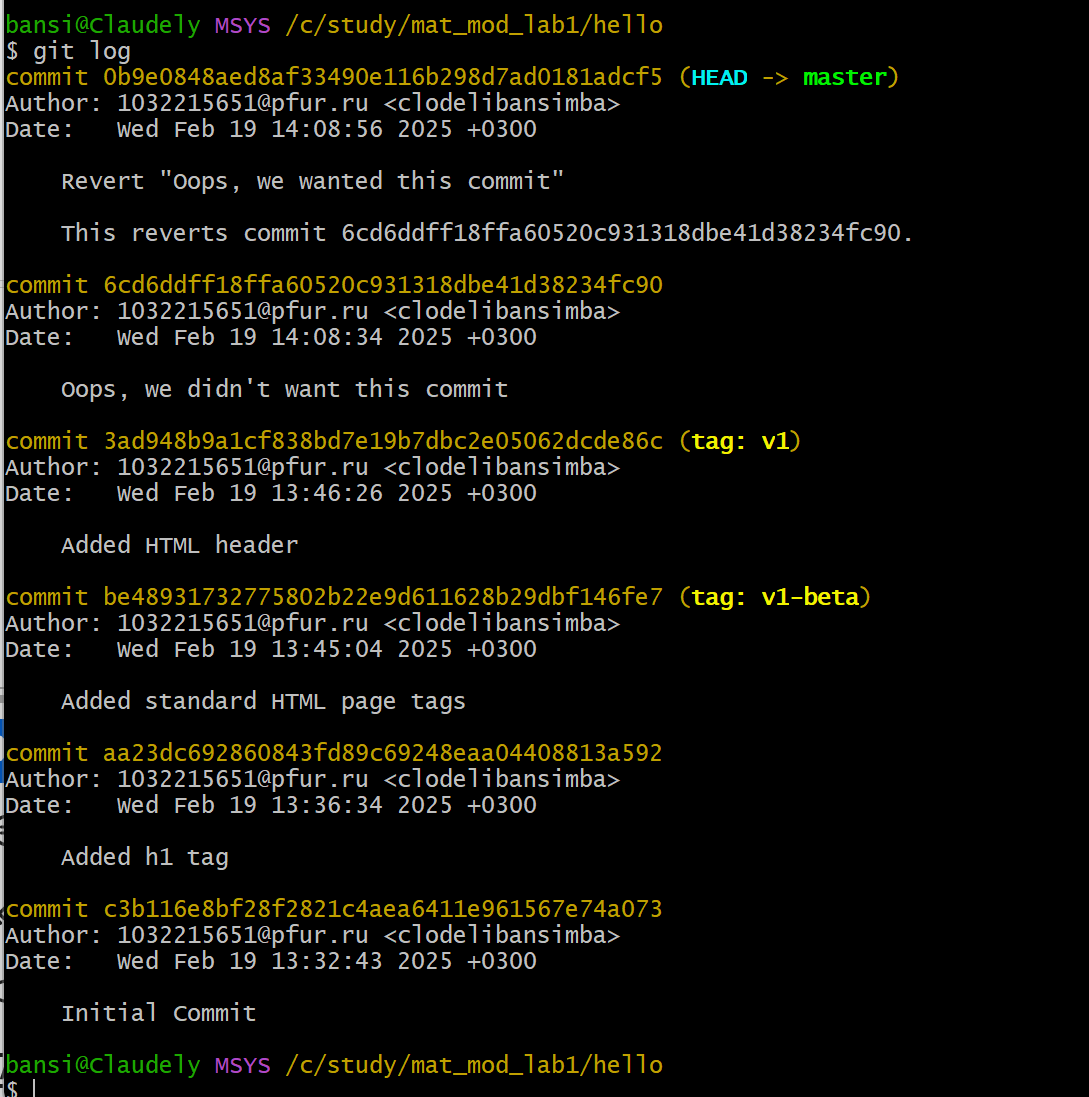 bansi@Claudely MSYS /c/study/mat_mod_lab1/hello
$ git log
commit 0b9e0848aed8af33490e116b298d7ad0181adcf5 (HEAD -> master)
Author: 1032215651@pfur.ru <clodelibansimba>
Date:   Wed Feb 19 14:08:56 2025 +0300
    Revert "Oops, we wanted this commit"
    This reverts commit 6cd6ddff18ffa60520c931318dbe41d38234fc90.
commit 6cd6ddff18ffa60520c931318dbe41d38234fc90
Author: 1032215651@pfur.ru <clodelibansimba>
Date:   Wed Feb 19 14:08:34 2025 +0300
    Oops, we didn't want this commit
commit 3ad948b9a1cf838bd7e19b7dbc2e05062dcde86c (tag: v1)
Author: 1032215651@pfur.ru <clodelibansimba>
Date:   Wed Feb 19 13:46:26 2025 +0300
    Added HTML header
commit be48931732775802b22e9d611628b29dbf146fe7 (tag: v1-beta)
Author: 1032215651@pfur.ru <clodelibansimba>
Date:   Wed Feb 19 13:45:04 2025 +0300
    Added standard HTML page tags
commit aa23dc692860843fd89c69248eaa04408813a592
Author: 1032215651@pfur.ru <clodelibansimba>
Date:   Wed Feb 19 13:36:34 2025 +0300
    Added h1 tag
commit c3b116e8bf28f2821c4aea6411e961567e74a073
Author: 1032215651@pfur.ru <clodelibansimba>
Date:   Wed Feb 19 13:32:43 2025 +0300
    Initial Commit
bansi@Claudely MSYS /c/study/mat_mod_lab1/hello
$